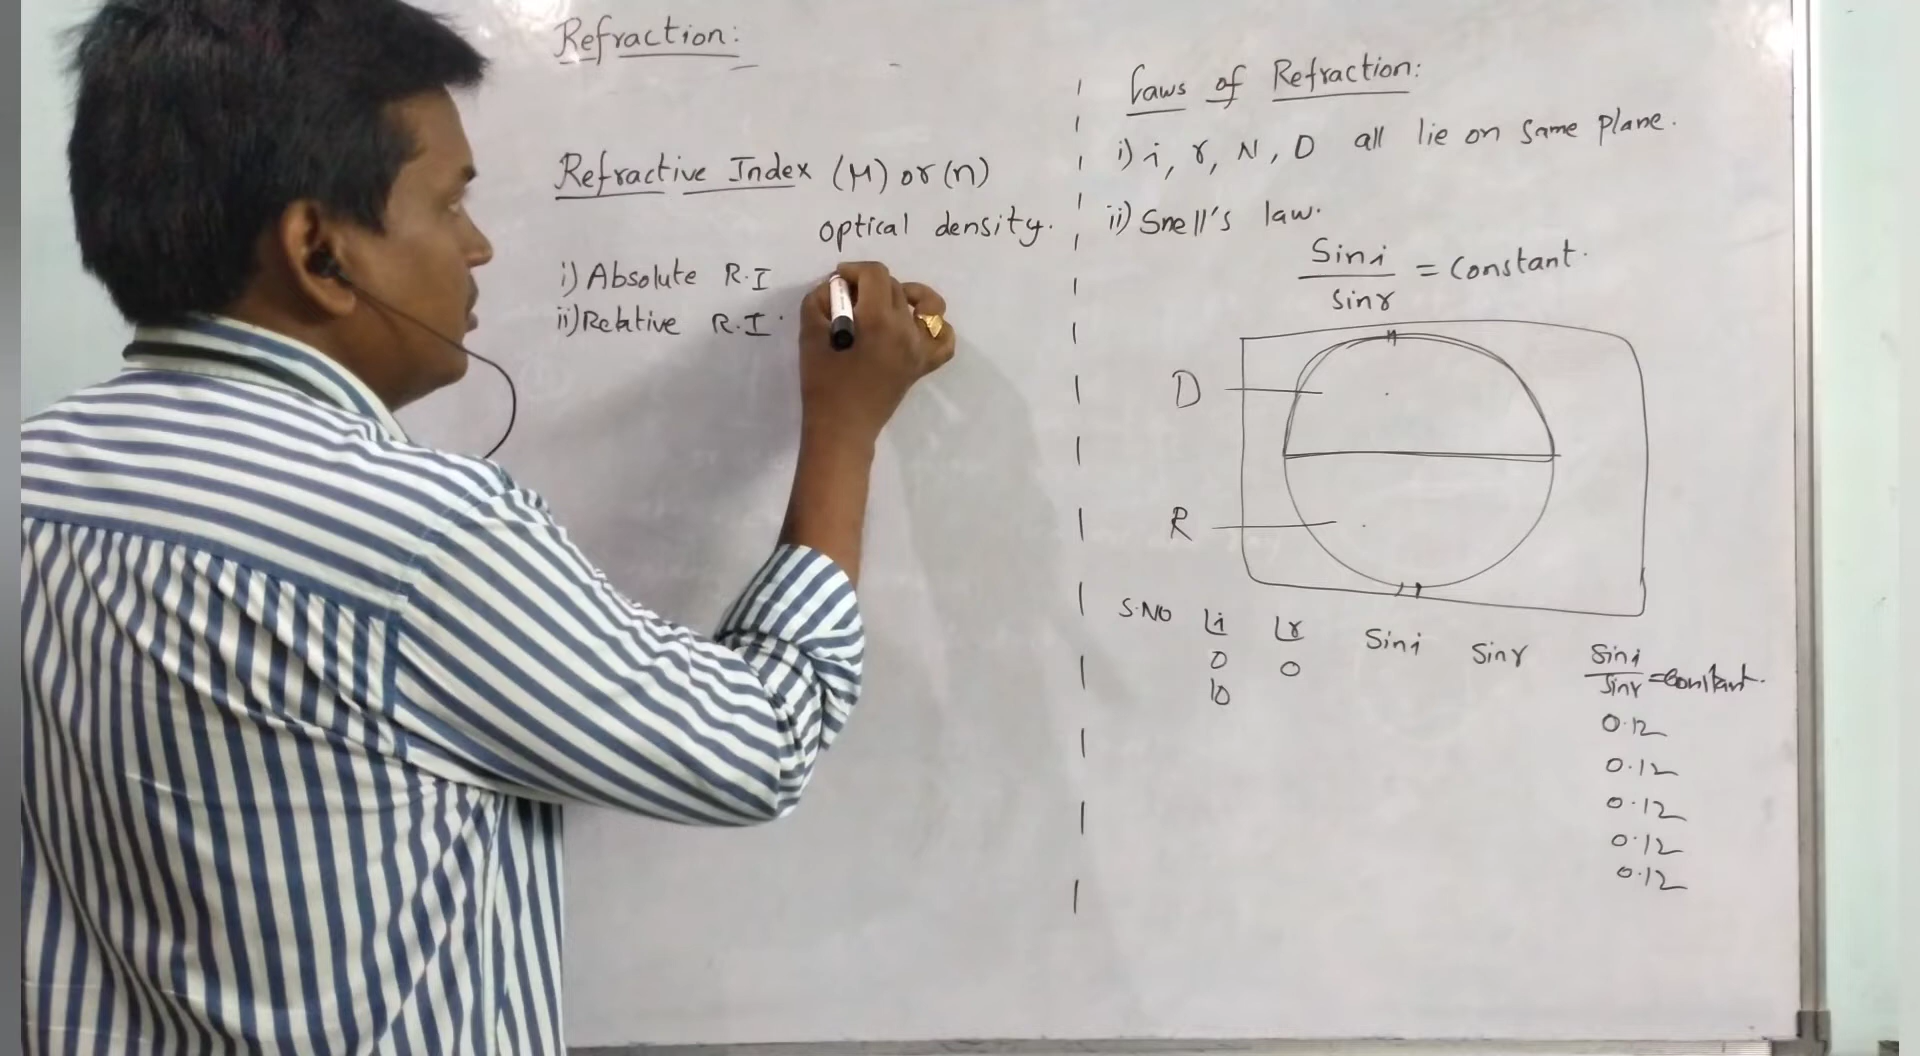 Refraction:
Refractive Index (μ) or (n)
optical density.
i) Absolute R.I
ii) Relative R.I.
Laws of Refraction:
i) i, r, N, D all lie on same plane.
ii) Snell's law.
Sin i
= Constant.
Sin r
D
R
S.NO ∠i ∠r Sin i Sin r Sin i
Sin r = Constant.
0 0
10
0.12
0.12
0.12
0.12
0.12